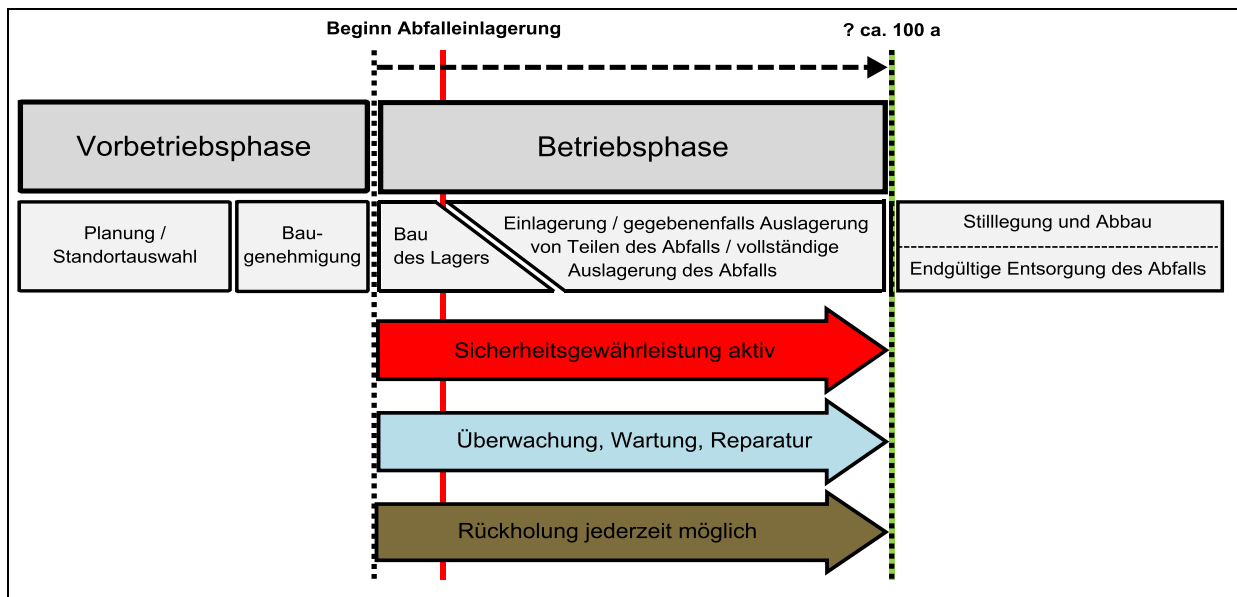 Beginn Abfalleinlagerung
? ca. 100 a
Vorbetriebsphase
Betriebsphase
Planung /
Standortauswahl
Bau-
genehmigung
Bau
des Lagers
Einlagerung / gegebenenfalls Auslagerung
von Teilen des Abfalls / vollständige
Auslagerung des Abfalls
Stilllegung und Abbau
Endgültige Entsorgung des Abfalls
Sicherheitsgewährleistung aktiv
Überwachung, Wartung, Reparatur
Rückholung jederzeit möglich